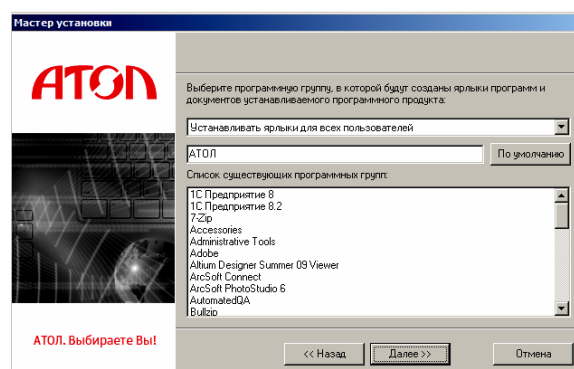 Мастер установки
АТОЛ
Выберите программную группу, в которой будут созданы ярлыки программ и
документов устанавливаемого программного продукта:
Устанавливать ярлыки для всех пользователей
АТОЛ
По умолчанию
Список существующих программных групп:
1С Предприятие 8
1С Предприятие 8.2
7-Zip
Accessories
Administrative Tools
Adobe
Altium Designer Summer 09 Viewer
ArcSoft Connect
ArcSoft PhotoStudio 6
AutomatedQA
Bullzip
АТОЛ. Выбираете Вы!
<< Назад
Далее >>
Отмена